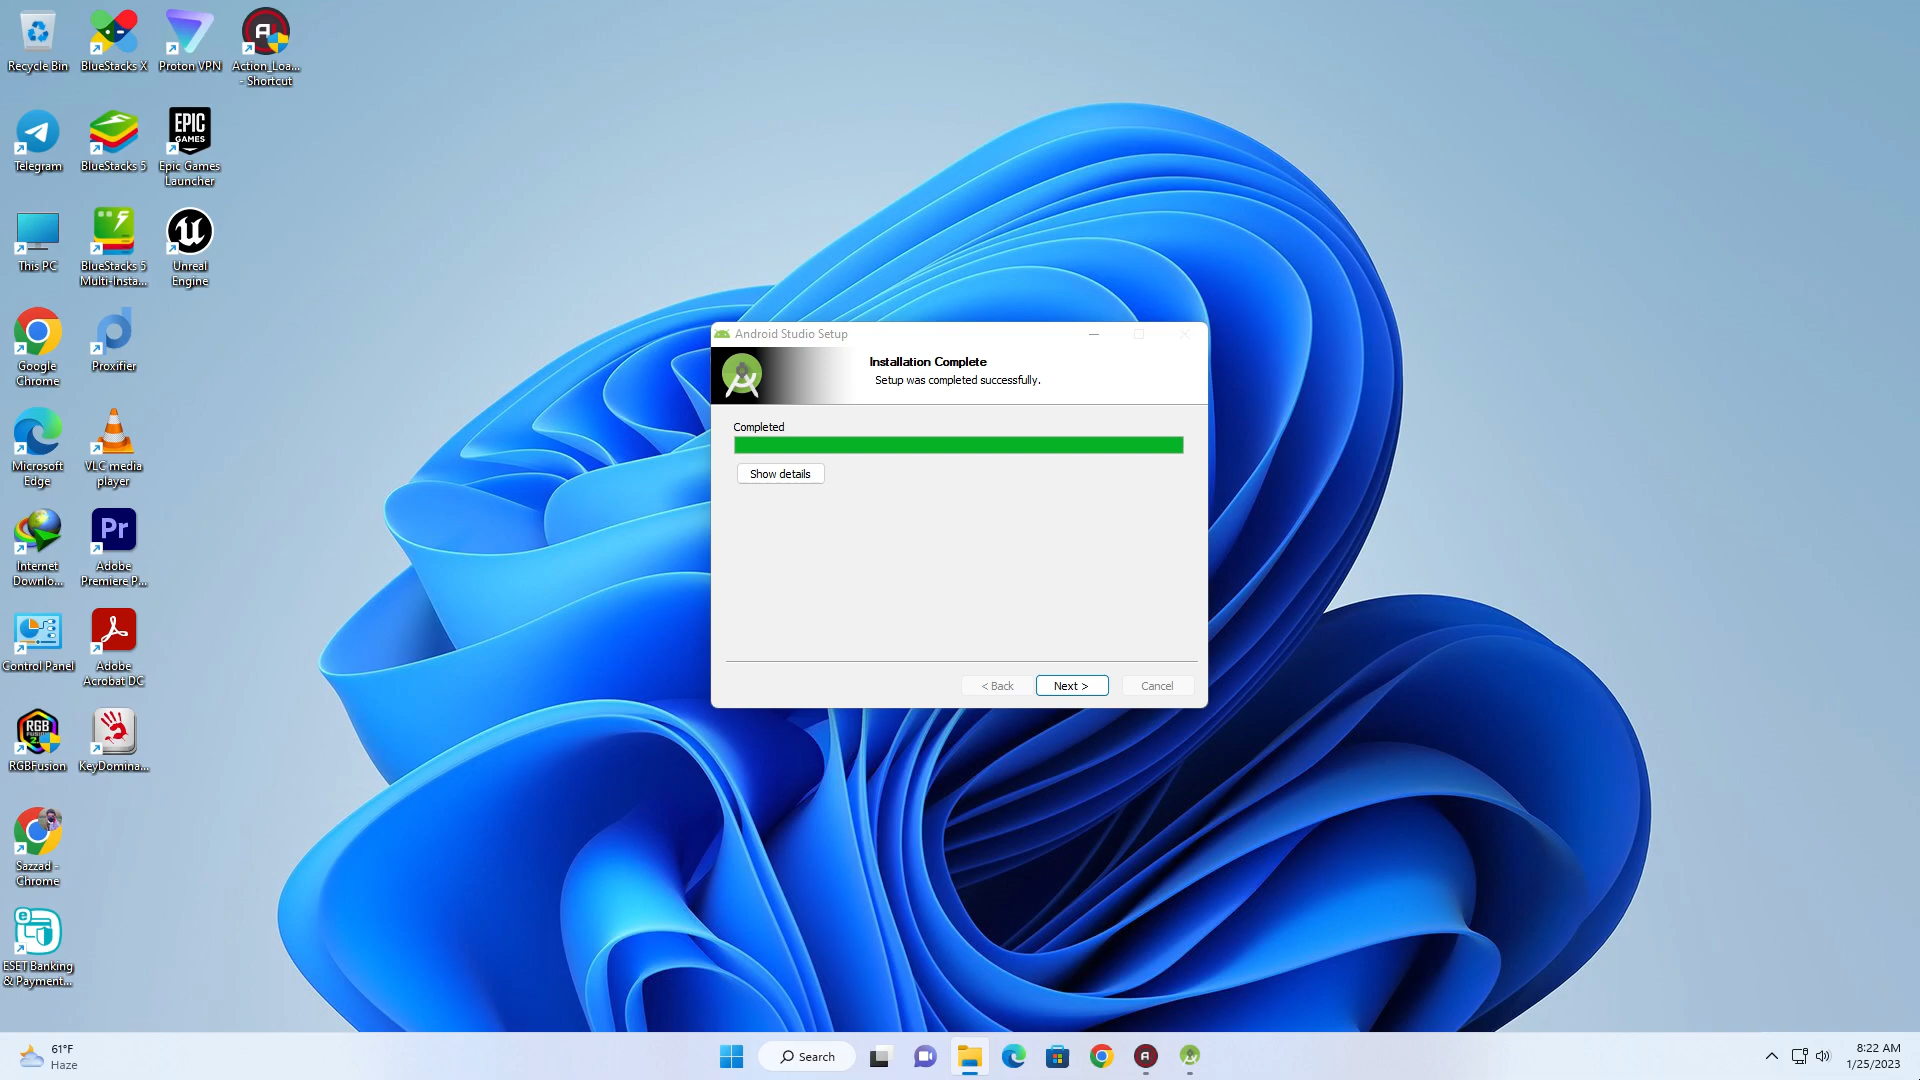 Recycle Bin
BlueStacks X
Proton VPN
Action_Loa...
- Shortcut
Telegram
BlueStacks 5
EPIC
GAMES
Epic Games
Launcher
This PC
BlueStacks 5
Multi-Insta...
Unreal
Engine
Google
Chrome
Proxifier
Microsoft
Edge
VLC media
player
Internet
Downlo...
Pr
Adobe
Premiere P...
Control Panel
Adobe
Acrobat DC
RGB
RGBFusion
KeyDomina...
Sazzad -
Chrome
ESET Banking
& Payment...
Android Studio Setup
Installation Complete
Setup was completed successfully.
Completed
Show details
< Back
Next >
Cancel
61°F
Haze
Search
8:22 AM
1/25/2023